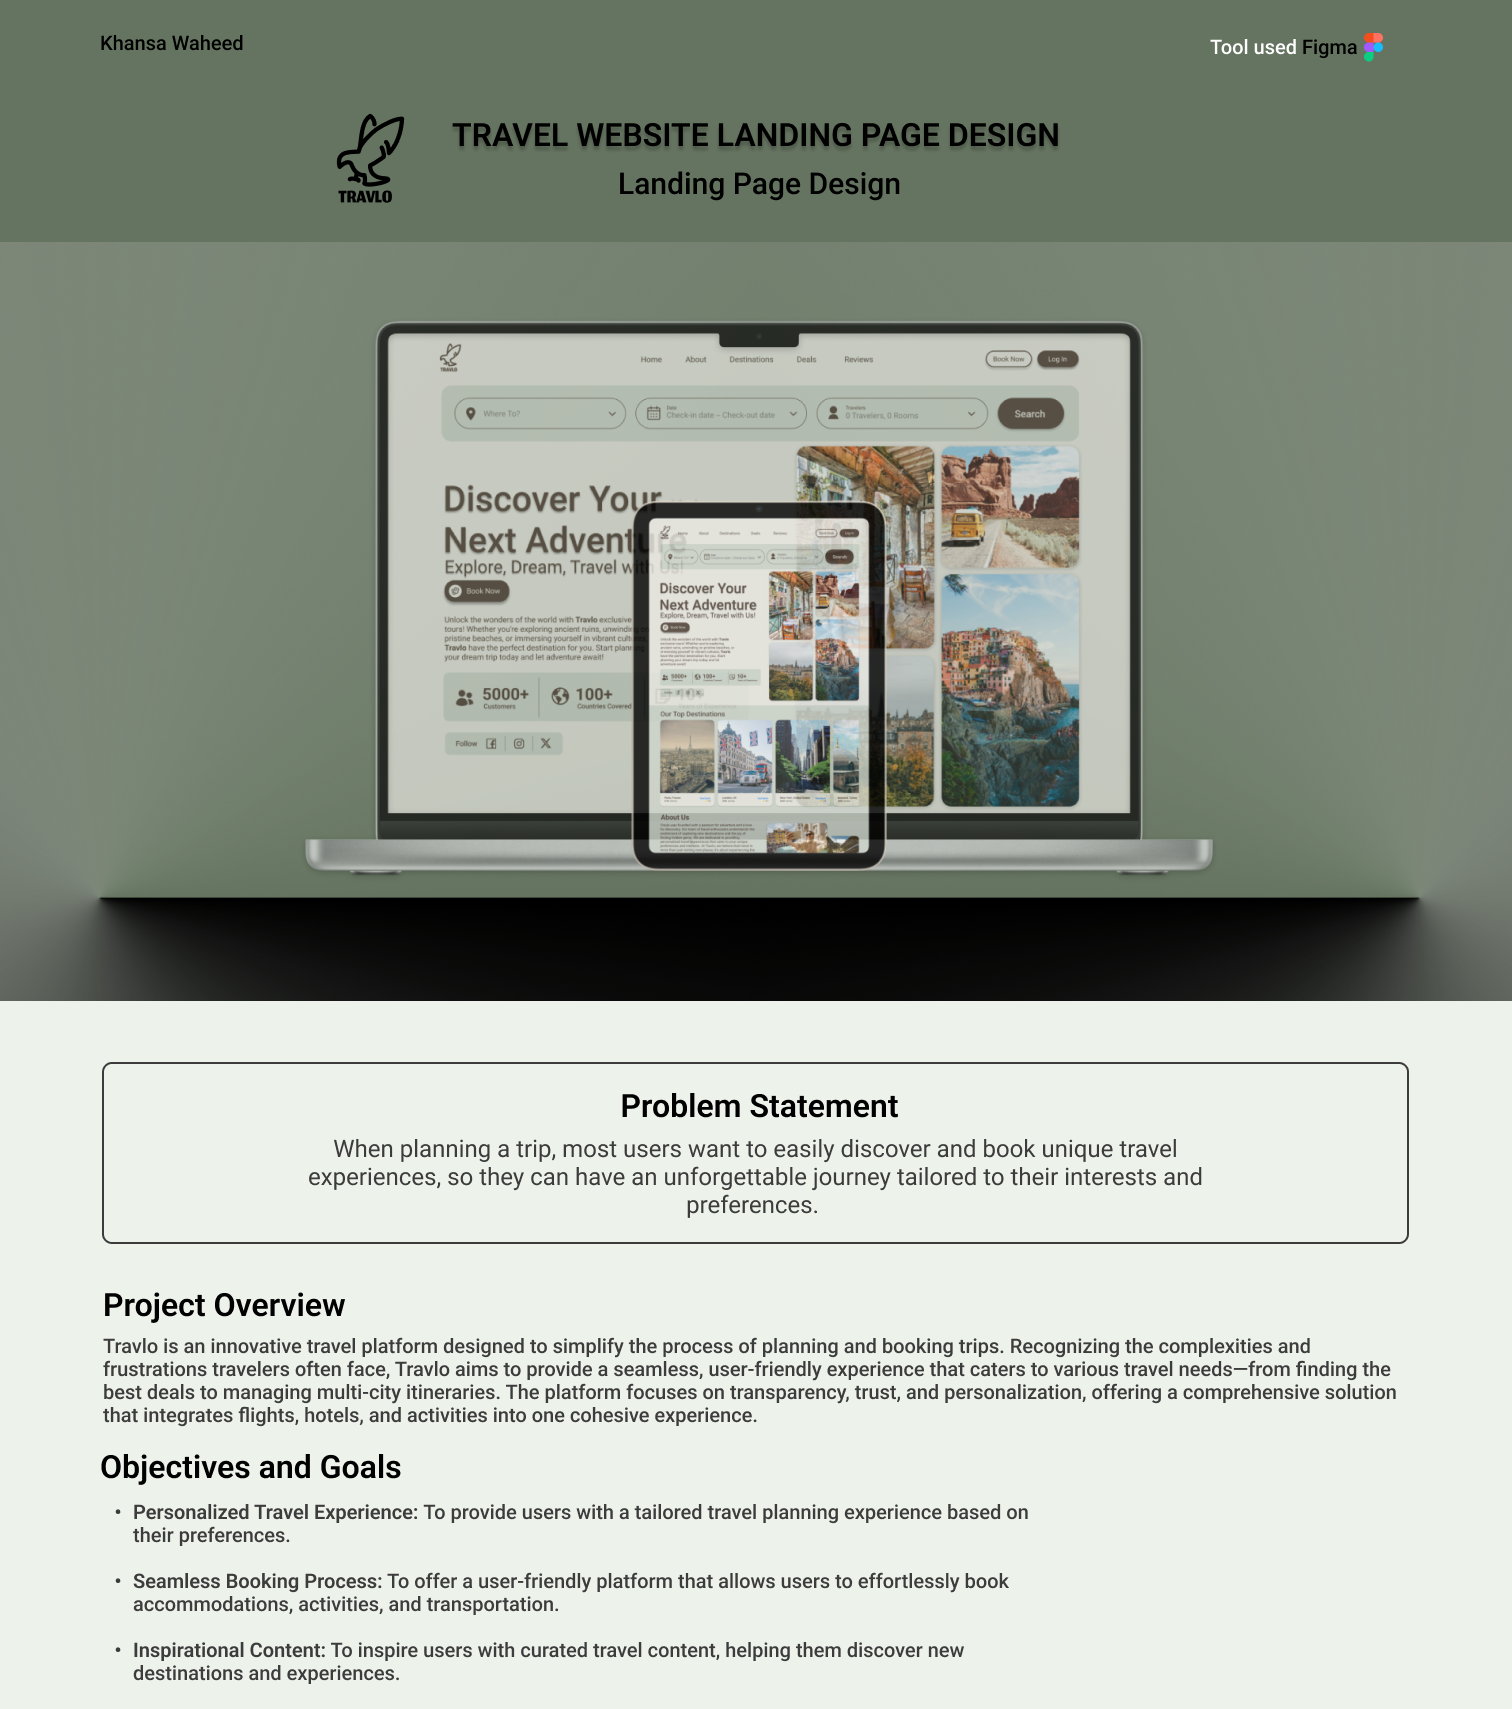 Khansa Waheed
Tool used Figma
TRAVEL WEBSITE LANDING PAGE DESIGN
Landing Page Design
TRAVLO
TRAVLO
Home
About
Destinations
Deals
Reviews
Book Now
Log in
Where To?
Date
Check-in date – Check-out date
Travelers
0 Travelers, 0 Rooms
Search
Discover Your
Next Adventure
Explore, Dream, Travel with Us!
Book Now
Unlock the wonders of the world with Travlo exclusive
tours! Whether you're exploring ancient ruins, unwinding
pristine beaches, or immersing yourself in vibrant
Travlo have the perfect destination for you. Start
your dream trip today and let adventure await!
5000+
Customers
100+
Countries Covered
Follow
Home
About
Destinations
Deals
Reviews
Search
Discover Your
Next Adventure
Explore, Dream, Travel with Us!
Book Now
5000+
100+
10+
Our Top Destinations
About Us
Problem Statement
When planning a trip, most users want to easily discover and book unique travel
experiences, so they can have an unforgettable journey tailored to their interests and
preferences.
Project Overview
Travlo is an innovative travel platform designed to simplify the process of planning and booking trips. Recognizing the complexities and
frustrations travelers often face, Travlo aims to provide a seamless, user-friendly experience that caters to various travel needs—from finding the
best deals to managing multi-city itineraries. The platform focuses on transparency, trust, and personalization, offering a comprehensive solution
that integrates flights, hotels, and activities into one cohesive experience.
Objectives and Goals
• Personalized Travel Experience: To provide users with a tailored travel planning experience based on
their preferences.
• Seamless Booking Process: To offer a user-friendly platform that allows users to effortlessly book
accommodations, activities, and transportation.
• Inspirational Content: To inspire users with curated travel content, helping them discover new
destinations and experiences.